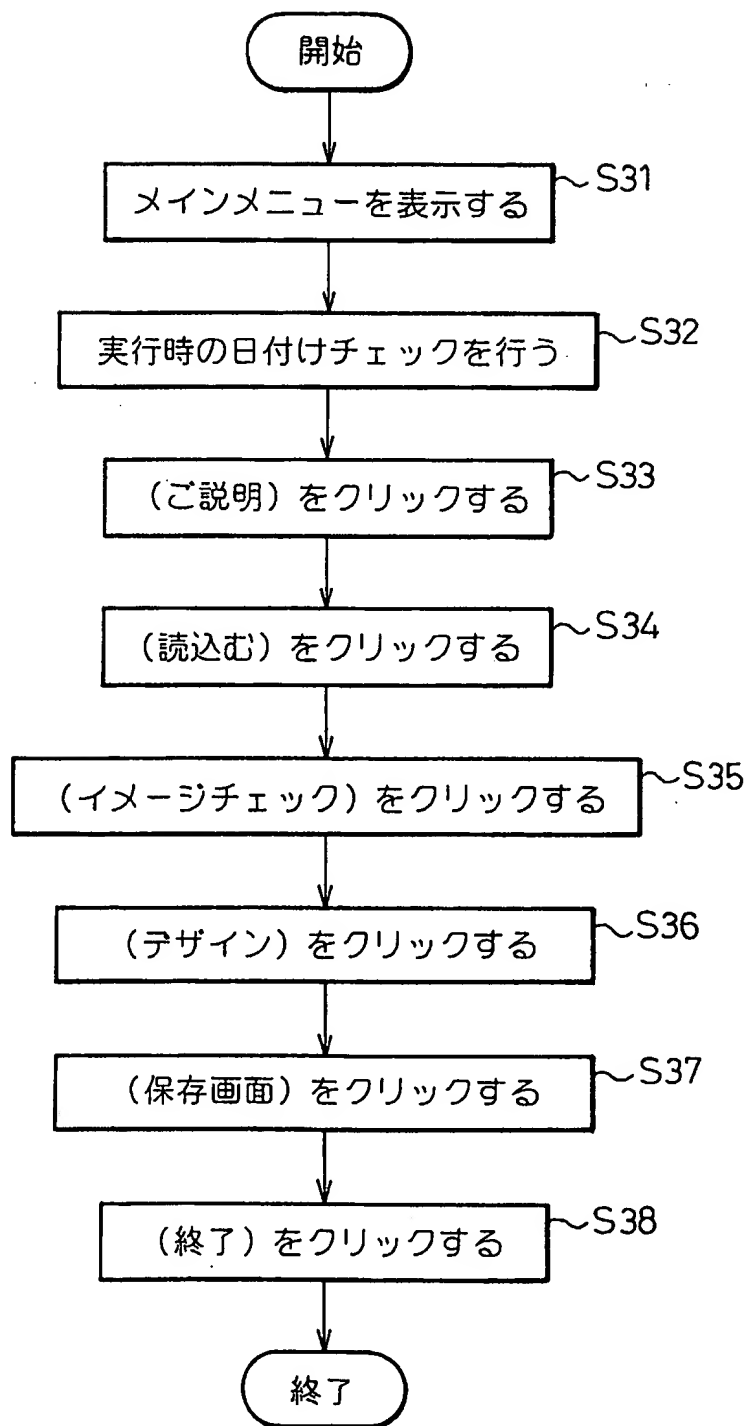 開始
メインメニューを表示する
S31
実行時の日付けチェックを行う
S32
(ご説明)をクリックする
S33
(読込む)をクリックする
S34
(イメージチェック)をクリックする
S35
(デザイン)をクリックする
S36
(保存画面)をクリックする
S37
(終了)をクリックする
S38
終了